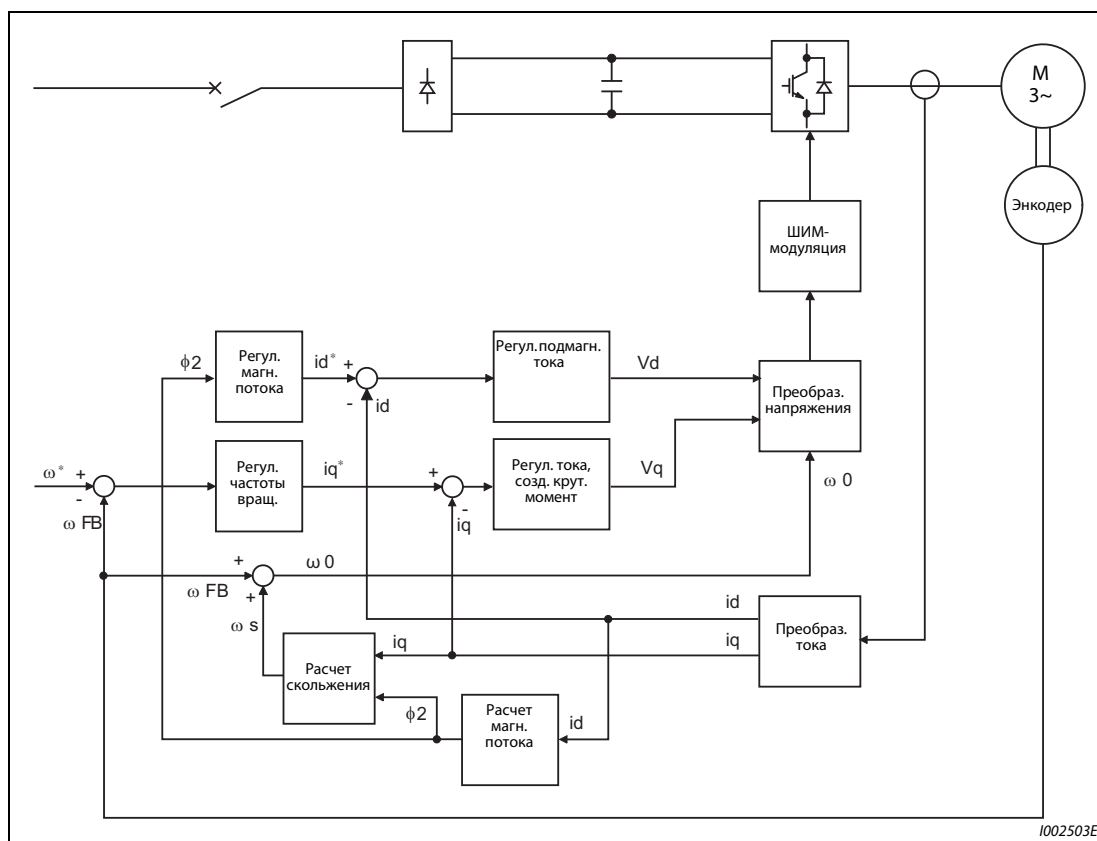 M
3~
Энкодер
ШИМ-
модуляция
ϕ2
Регул.
магн.
потока
id*
+
-
id
Регул.подмагн.
тока
Vd
Преобраз.
напряжения
ω*
+
-
ω FB
Регул.
частоты
вращ.
iq*
+
-
iq
Регул. тока,
созд. крут.
момент
Vq
ω 0
+
ω FB
+
ω s
ω 0
id
iq
Преобраз.
тока
Расчет
скольжения
iq
ϕ2
Расчет
магн.
потока
id
I002503E